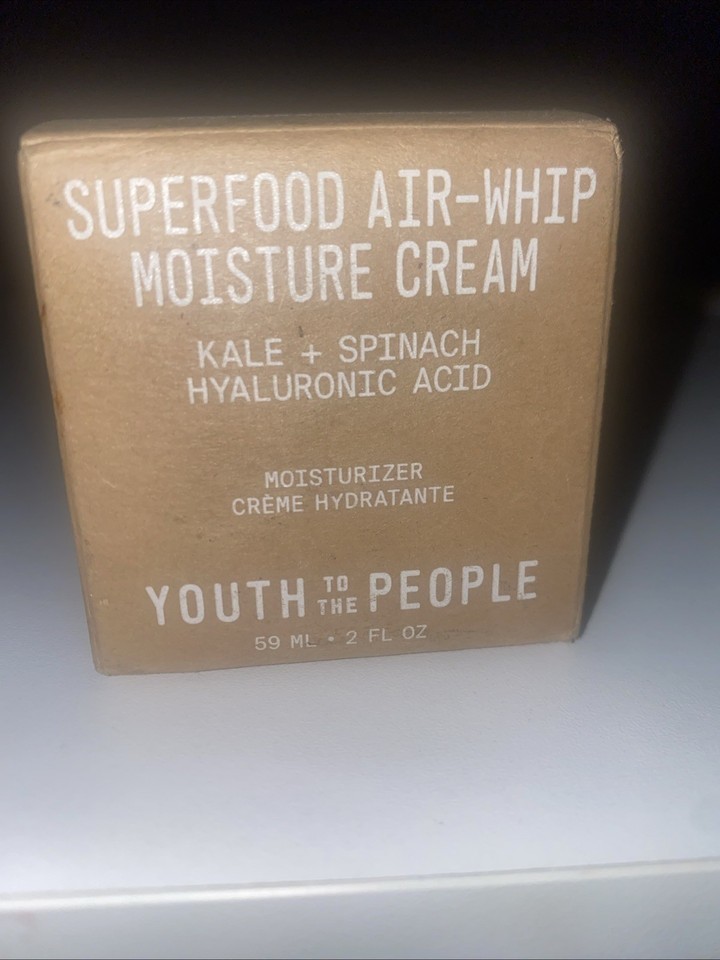 SUPERFOOD AIR-WHIP
MOISTURE CREAM
KALE + SPINACH
HYALURONIC ACID
MOISTURIZER
CRÈME HYDRATANTE
YOUTH TO THE PEOPLE
59 ML • 2 FL OZ